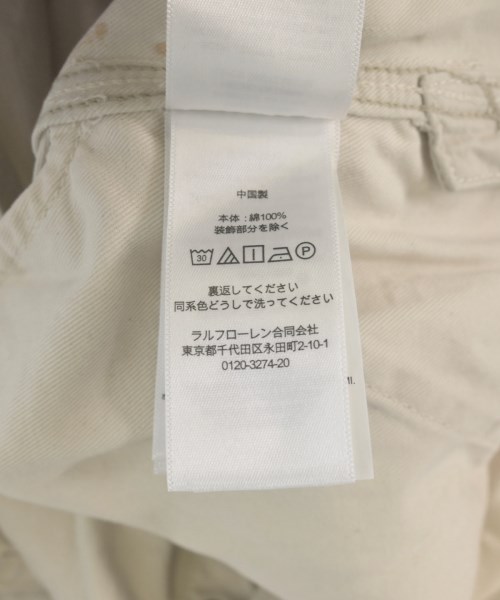 中国製
本体：綿100%
装飾部分を除く
30 P
裏返してください
同系色どうしで洗ってください
ラルフローレン合同会社
東京都千代田区永田町2-10-1
0120-3274-20